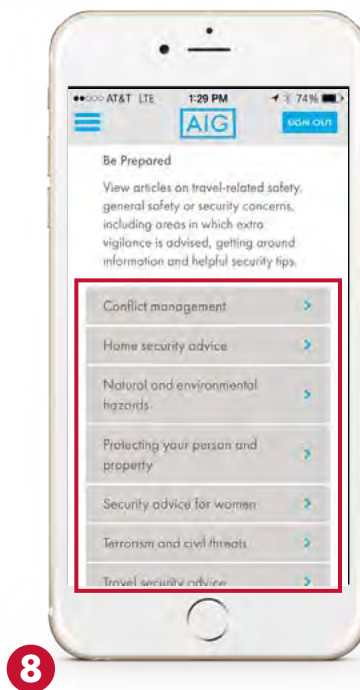 AT&T LTE 1:29 PM 74%
AIG
SIGN OUT
Be Prepared
View articles on travel-related safety,
general safety or security concerns,
including areas in which extra
vigilance is advised, getting around
information and helpful security tips.
Conflict management
Home security advice
Natural and environmental
hazards
Protecting your person and
property
Security advice for women
Terrorism and civil threats
Travel security advice
8